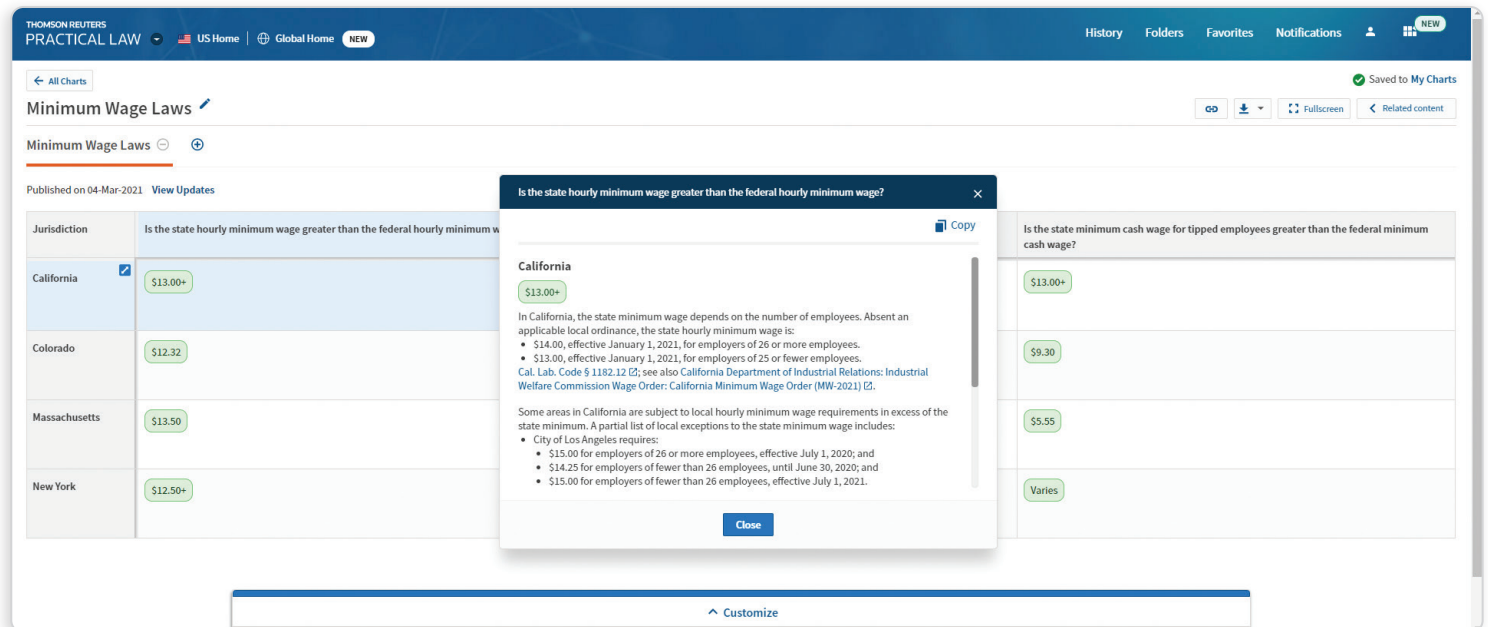 THOMSON REUTERS
PRACTICAL LAW US Home Global Home NEW
History Folders Favorites Notifications NEW
All Charts
Saved to My Charts
Minimum Wage Laws
Fullscreen Related content
Minimum Wage Laws
Published on 04-Mar-2021 View Updates
Jurisdiction
Is the state hourly minimum wage greater than the federal hourly minimum w
Is the state minimum cash wage for tipped employees greater than the federal minimum
cash wage?
California
$13.00+
$13.00+
Colorado
$12.32
$9.30
Massachusetts
$13.50
$5.55
New York
$12.50+
Varies
Is the state hourly minimum wage greater than the federal hourly minimum wage?
Copy
California
$13.00+
In California, the state minimum wage depends on the number of employees. Absent an
applicable local ordinance, the state hourly minimum wage is:
• $14.00, effective January 1, 2021, for employers of 26 or more employees.
• $13.00, effective January 1, 2021, for employers of 25 or fewer employees.
Cal. Lab. Code § 1182.12; see also California Department of Industrial Relations: Industrial
Welfare Commission Wage Order: California Minimum Wage Order (MW-2021).
Some areas in California are subject to local hourly minimum wage requirements in excess of the
state minimum. A partial list of local exceptions to the state minimum wage includes:
• City of Los Angeles requires:
• $15.00 for employers of 26 or more employees, effective July 1, 2020; and
• $14.25 for employers of fewer than 26 employees, until June 30, 2020; and
• $15.00 for employers of fewer than 26 employees, effective July 1, 2021.
Close
Customize